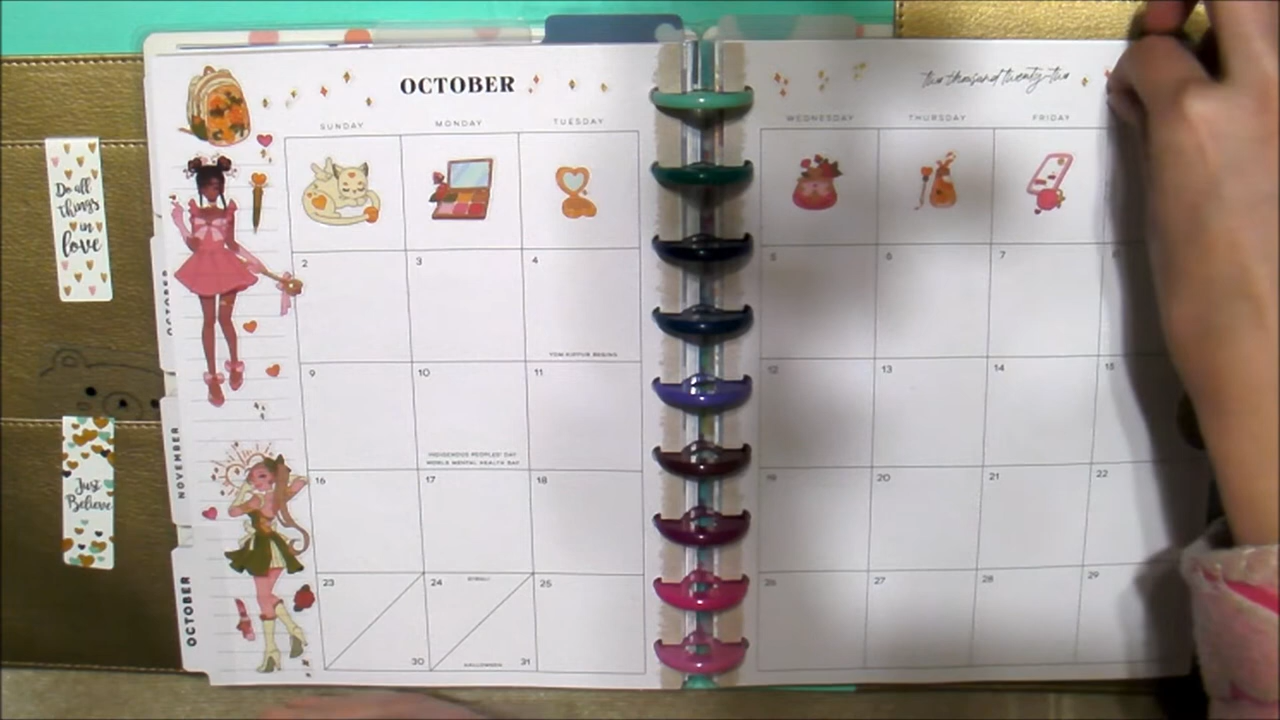 OCTOBER
two thousand twenty-two
SUNDAY MONDAY TUESDAY WEDNESDAY THURSDAY FRIDAY
Do all
things
in
love
2 3 4 5 6 7 8
YOM KIPPUR BEGINS
OCTOBER
9 10 11 12 13 14 15
INDIGENOUS PEOPLES' DAY
WORLD MENTAL HEALTH DAY
NOVEMBER
16 17 18 19 20 21 22
Just
Believe
23 24 25 26 27 28 29
DIWALI
OCTOBER
30 31
HALLOWEEN